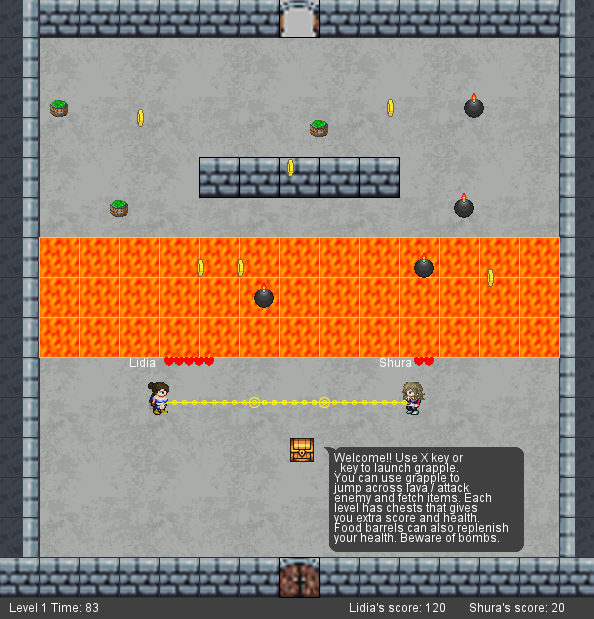 Lidia
Shura
Welcome!! Use X key or
, key to launch grapple.
You can use grapple to
jump across lava / attack
enemy and fetch items. Each
level has chests that gives
you extra score and health.
Food barrels can also replenish
your health. Beware of bombs.
Level 1 Time: 83
Lidia's score: 120
Shura's score: 20